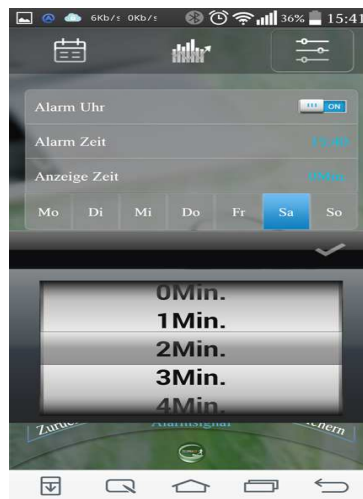 6Kb/s 0Kb/s 36% 15:41
Alarm Uhr ON
Alarm Zeit
Anzeige Zeit 0Min.
Mo Di Mi Do Fr Sa So
0Min.
1Min.
2Min.
3Min.
4Min.
Alarmsignal